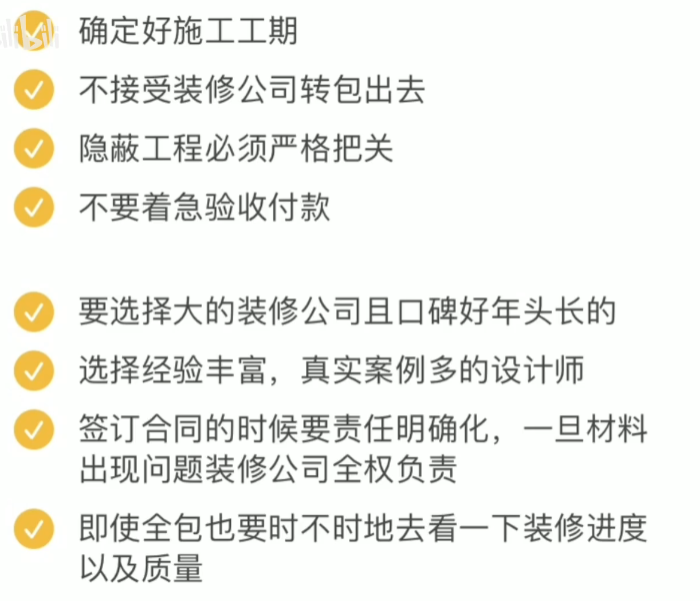 确定好施工工期
不接受装修公司转包出去
隐蔽工程必须严格把关
不要着急验收付款
要选择大的装修公司且口碑好年头长的
选择经验丰富，真实案例多的设计师
签订合同的时候要责任明确化，一旦材料
出现问题装修公司全权负责
即使全包也要时不时地去看一下装修进度
以及质量